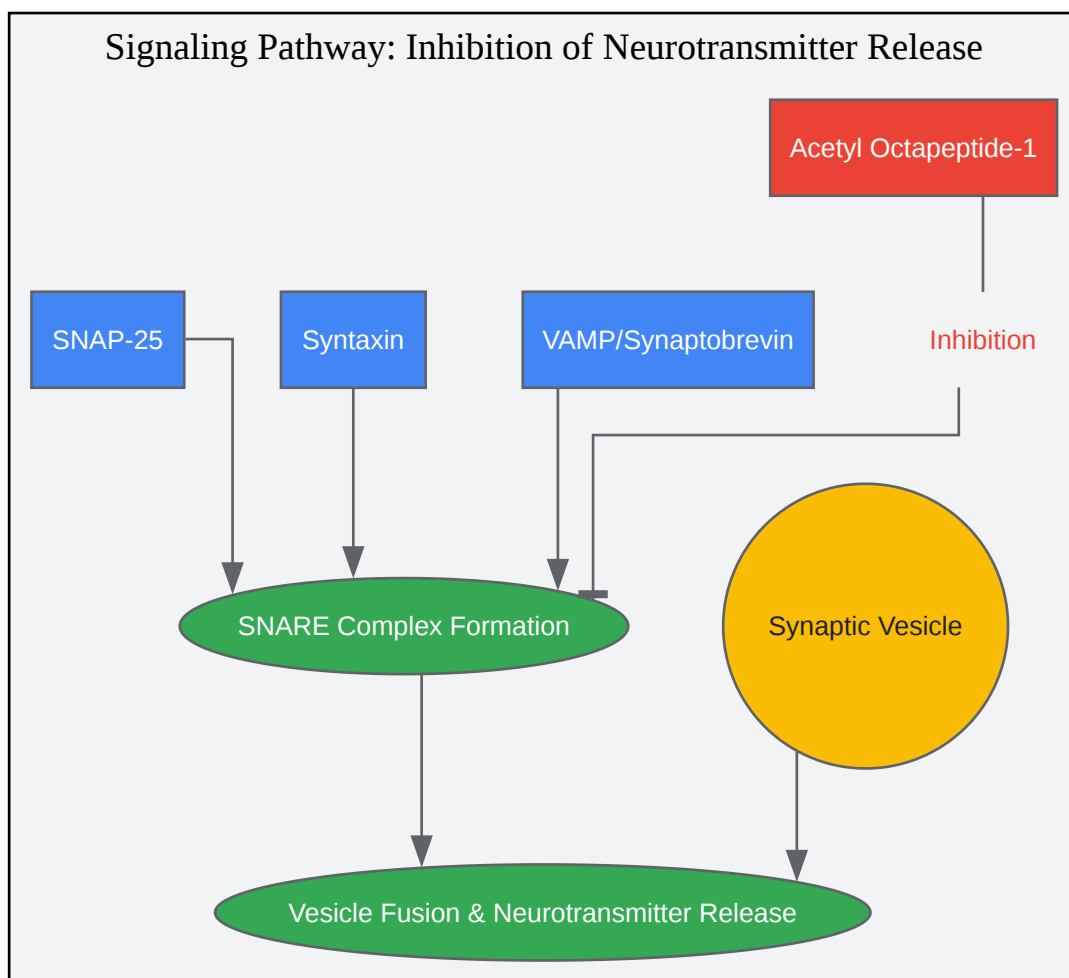 Signaling Pathway: Inhibition of Neurotransmitter Release
Acetyl Octapeptide-1
SNAP-25
Syntaxin
VAMP/Synaptobrevin
Inhibition
SNARE Complex Formation
Synaptic Vesicle
Vesicle Fusion & Neurotransmitter Release